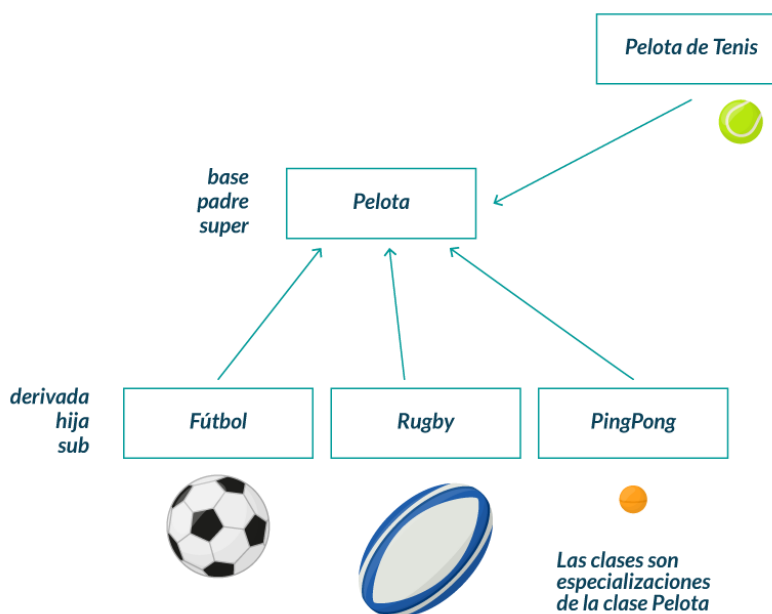 Pelota de Tenis
base
padre
super
Pelota
derivada
hija
sub
Fútbol
Rugby
PingPong
Las clases son
especializaciones
de la clase Pelota